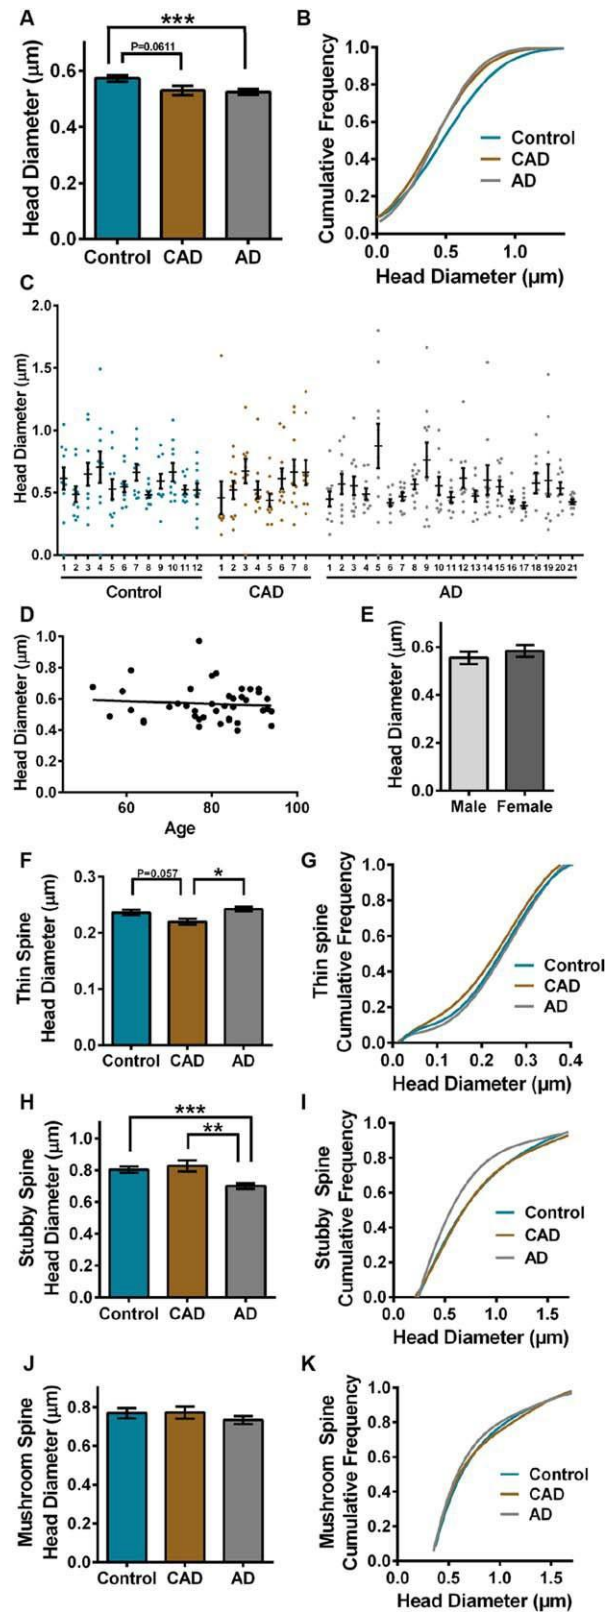 A
***
P=0.0611
Head Diameter (µm)
0.6
0.4
0.2
0.0
Control CAD AD
B
Cumulative Frequency
1.0
0.8
0.6
0.4
0.2
0.0
Control
CAD
AD
0.0 0.5 1.0
Head Diameter (µm)
C
Head Diameter (µm)
2.0
1.5
1.0
0.5
0.0
1 2 3 4 5 6 7 8 9 10 11 12 1 2 3 4 5 6 7 8 1 2 3 4 5 6 7 8 9 10 11 12 13 14 15 16 17 18 19 20 21
Control CAD AD
D
Head Diameter (µm)
1.0
0.8
0.6
0.4
0.2
0.0
60 80 100
Age
E
Head Diameter (µm)
0.6
0.4
0.2
0.0
Male Female
F
P=0.057 *
Thin Spine
Head Diameter (µm)
0.3
0.2
0.1
0.0
Control CAD AD
G
Thin spine
Cumulative Frequency
1.0
0.8
0.6
0.4
0.2
0.0
Control
CAD
AD
0.0 0.1 0.2 0.3 0.4
Head Diameter (µm)
H
***
**
Stubby Spine
Head Diameter (µm)
1.0
0.8
0.6
0.4
0.2
0.0
Control CAD AD
I
Stubby Spine
Cumulative Frequency
1.0
0.8
0.6
0.4
0.2
0.0
Control
CAD
AD
0.0 0.5 1.0 1.5
Head Diameter (µm)
J
Mushroom Spine
Head Diameter (µm)
0.8
0.6
0.4
0.2
0.0
Control CAD AD
K
Mushroom Spine
Cumulative Frequency
1.0
0.8
0.6
0.4
0.2
0.0
Control
CAD
AD
0.0 0.5 1.0 1.5
Head Diameter (µm)